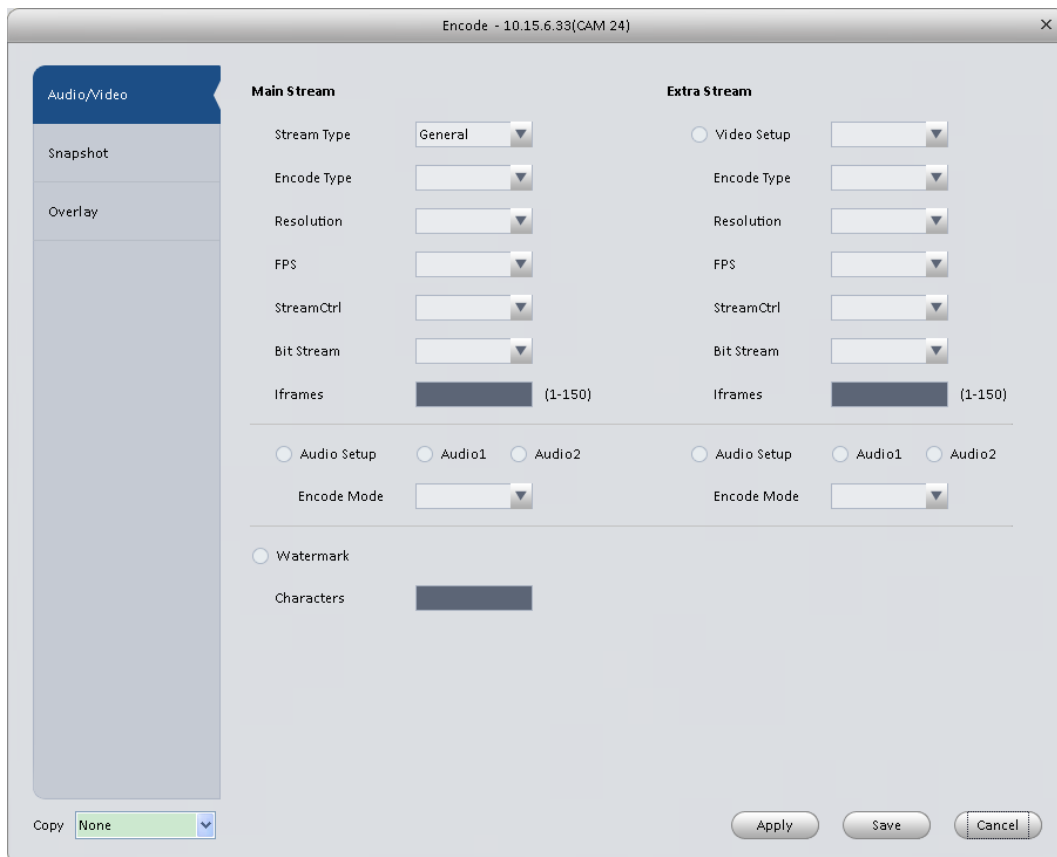 Encode - 10.15.6.33(CAM 24)
Audio/Video
Snapshot
Overlay
Main Stream Extra Stream
Stream Type General Video Setup
Encode Type Encode Type
Resolution Resolution
FPS FPS
StreamCtrl StreamCtrl
Bit Stream Bit Stream
Iframes (1-150) Iframes (1-150)
Audio Setup Audio1 Audio2 Audio Setup Audio1 Audio2
Encode Mode Encode Mode
Watermark
Characters
Copy None Apply Save Cancel